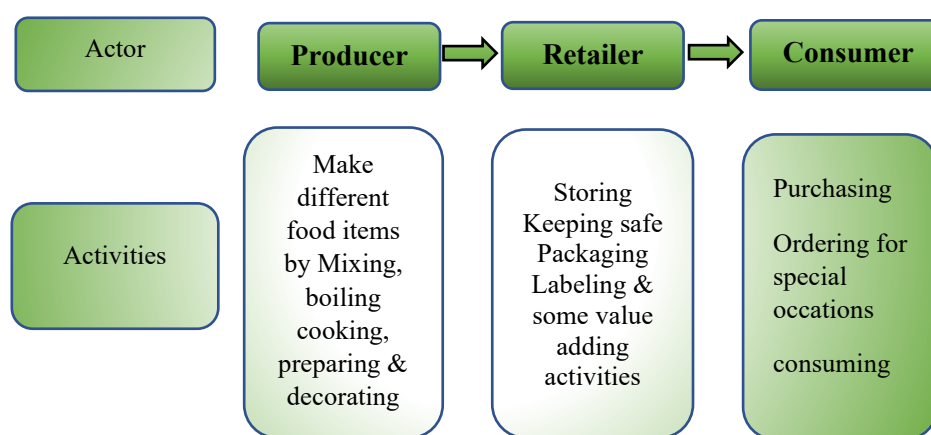 Actor
Producer
Retailer
Consumer
Activities
Make
different
food items
by Mixing,
boiling
cooking,
preparing &
decorating
Storing
Keeping safe
Packaging
Labeling &
some value
adding
activities
Purchasing
Ordering for
special
occations
consuming